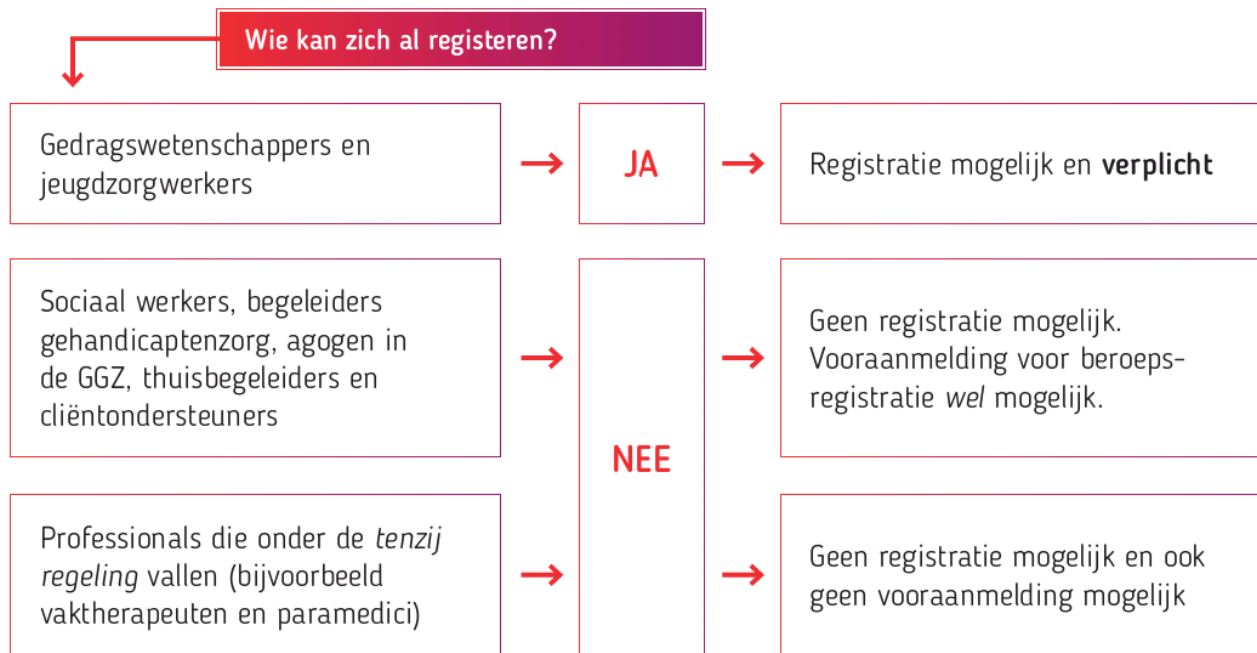 Wie kan zich al registeren?
Gedragswetenschappers en
jeugdzorgwerkers
JA
Registratie mogelijk en verplicht
Sociaal werkers, begeleiders
gehandicaptenzorg, agogen in
de GGZ, thuisbegeleiders en
cliëntondersteuners
NEE
Geen registratie mogelijk.
Vooraanmelding voor beroeps-
registratie wel mogelijk.
Professionals die onder de tenzij
regeling vallen (bijvoorbeeld
vaktherapeuten en paramedici)
Geen registratie mogelijk en ook
geen vooraanmelding mogelijk